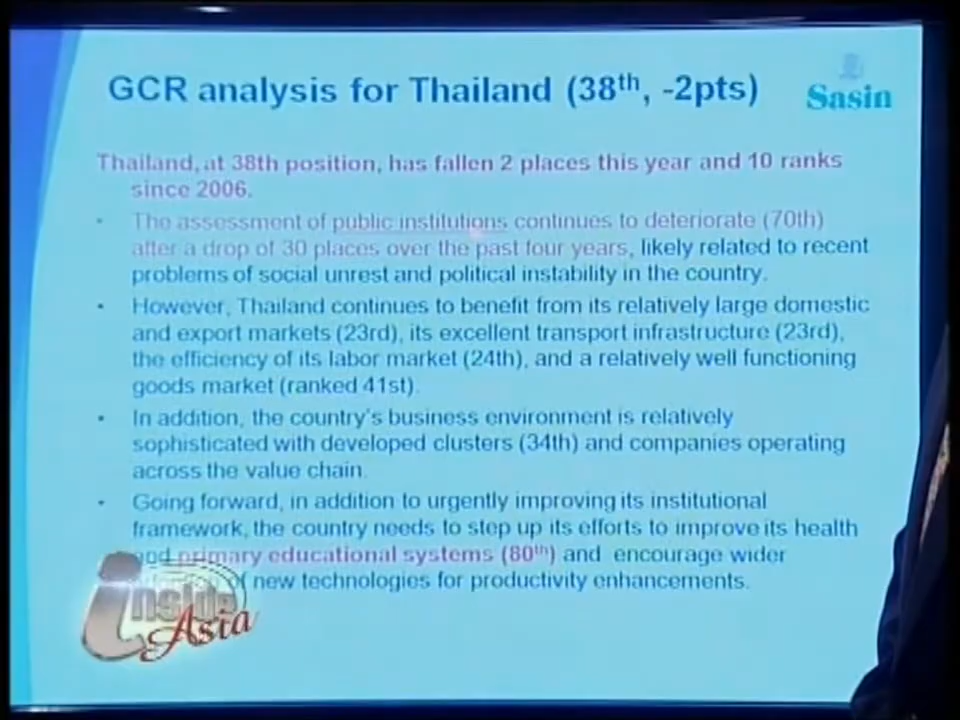 GCR analysis for Thailand (38th, -2pts)
Sasin
Thailand, at 38th position, has fallen 2 places this year and 10 ranks
since 2006.
• The assessment of public institutions continues to deteriorate (70th)
after a drop of 30 places over the past four years, likely related to recent
problems of social unrest and political instability in the country.
• However, Thailand continues to benefit from its relatively large domestic
and export markets (23rd), its excellent transport infrastructure (23rd),
the efficiency of its labor market (24th), and a relatively well functioning
goods market (ranked 41st).
• In addition, the country's business environment is relatively
sophisticated with developed clusters (34th) and companies operating
across the value chain.
• Going forward, in addition to urgently improving its institutional
framework, the country needs to step up its efforts to improve its health
primary educational systems (80th) and encourage wider
new technologies for productivity enhancements.
inside
Asia